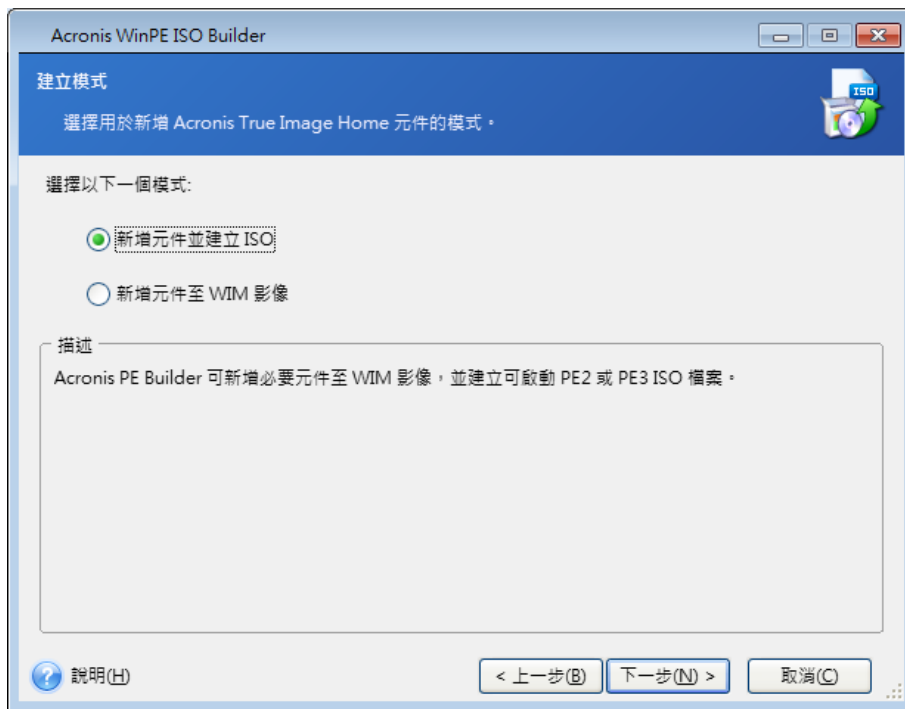 Acronis WinPE ISO Builder
建立模式
選擇用於新增 Acronis True Image Home 元件的模式。
ISO
選擇以下一個模式:
新增元件並建立 ISO
新增元件至 WIM 影像
描述
Acronis PE Builder 可新增必要元件至 WIM 影像，並建立可啟動 PE2 或 PE3 ISO 檔案。
說明(H)
< 上一步(B)
下一步(N) >
取消(C)